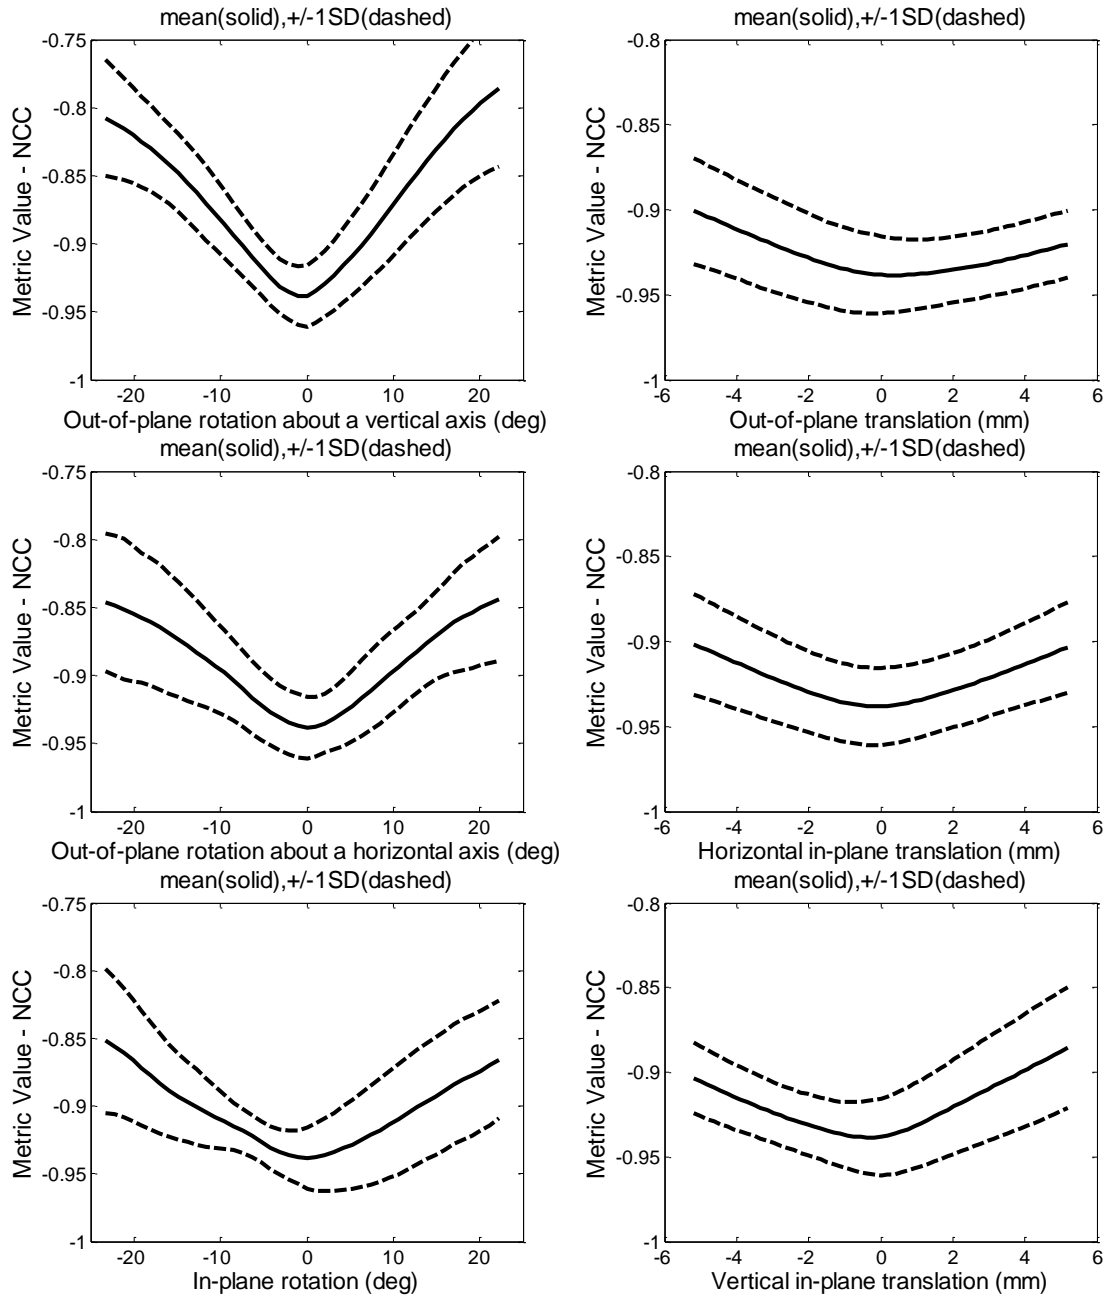 mean(solid),+/-1SD(dashed)
-0.75
-0.8
-0.85
-0.9
-0.95
-1
Metric Value - NCC
-20 -10 0 10 20
Out-of-plane rotation about a vertical axis (deg)
mean(solid),+/-1SD(dashed)
-0.8
-0.85
-0.9
-0.95
-1
Metric Value - NCC
-6 -4 -2 0 2 4 6
Out-of-plane translation (mm)
mean(solid),+/-1SD(dashed)
-0.75
-0.8
-0.85
-0.9
-0.95
-1
Metric Value - NCC
-20 -10 0 10 20
Out-of-plane rotation about a horizontal axis (deg)
mean(solid),+/-1SD(dashed)
-0.8
-0.85
-0.9
-0.95
-1
Metric Value - NCC
-6 -4 -2 0 2 4 6
Horizontal in-plane translation (mm)
mean(solid),+/-1SD(dashed)
-0.75
-0.8
-0.85
-0.9
-0.95
-1
Metric Value - NCC
-20 -10 0 10 20
In-plane rotation (deg)
mean(solid),+/-1SD(dashed)
-0.8
-0.85
-0.9
-0.95
-1
Metric Value - NCC
-6 -4 -2 0 2 4 6
Vertical in-plane translation (mm)